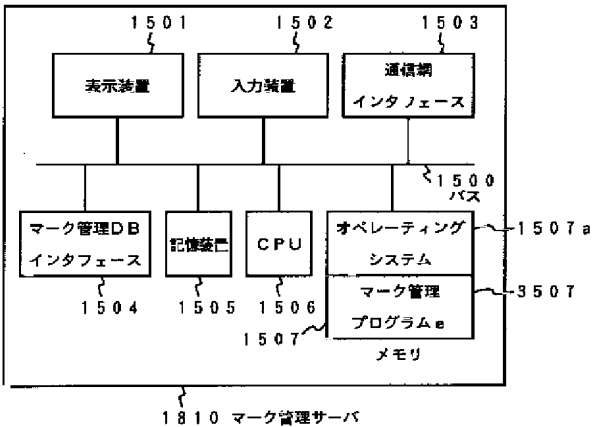 1501
1502
1503
表示装置
入力装置
通信網
インタフェース
1500
バス
マーク管理DB
インタフェース
記憶装置
CPU
オペレーティング
システム
1507a
マーク管理
プログラムe
3507
1504
1505
1506
1507
メモリ
1810 マーク管理サーバ